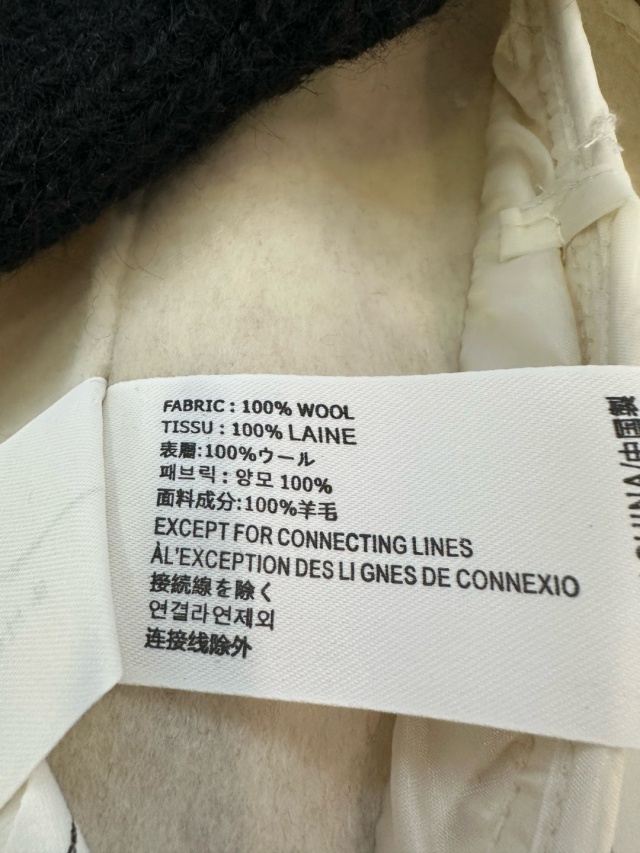 FABRIC : 100% WOOL
TISSU : 100% LAINE
表層:100%ウール
패브릭 : 양모 100%
面料成分:100%羊毛
EXCEPT FOR CONNECTING LINES
ÀL'EXCEPTION DES LI GNES DE CONNEXIO
接続線を除く
연결라연제외
连接线除外